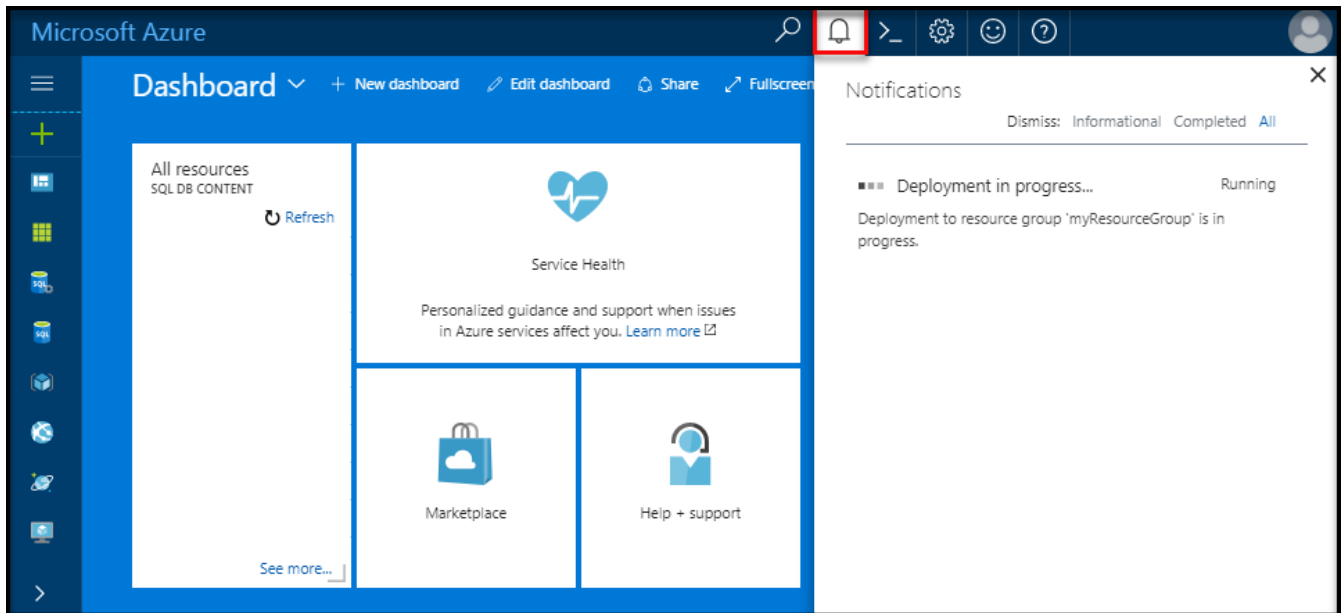 Microsoft Azure
Dashboard
New dashboard
Edit dashboard
Share
Fullscreen
All resources
SQL DB CONTENT
Refresh
See more...
Service Health
Personalized guidance and support when issues
in Azure services affect you. Learn more
Marketplace
Help + support
Notifications
Dismiss: Informational Completed All
Deployment in progress... Running
Deployment to resource group 'myResourceGroup' is in
progress.
SQL
SQL